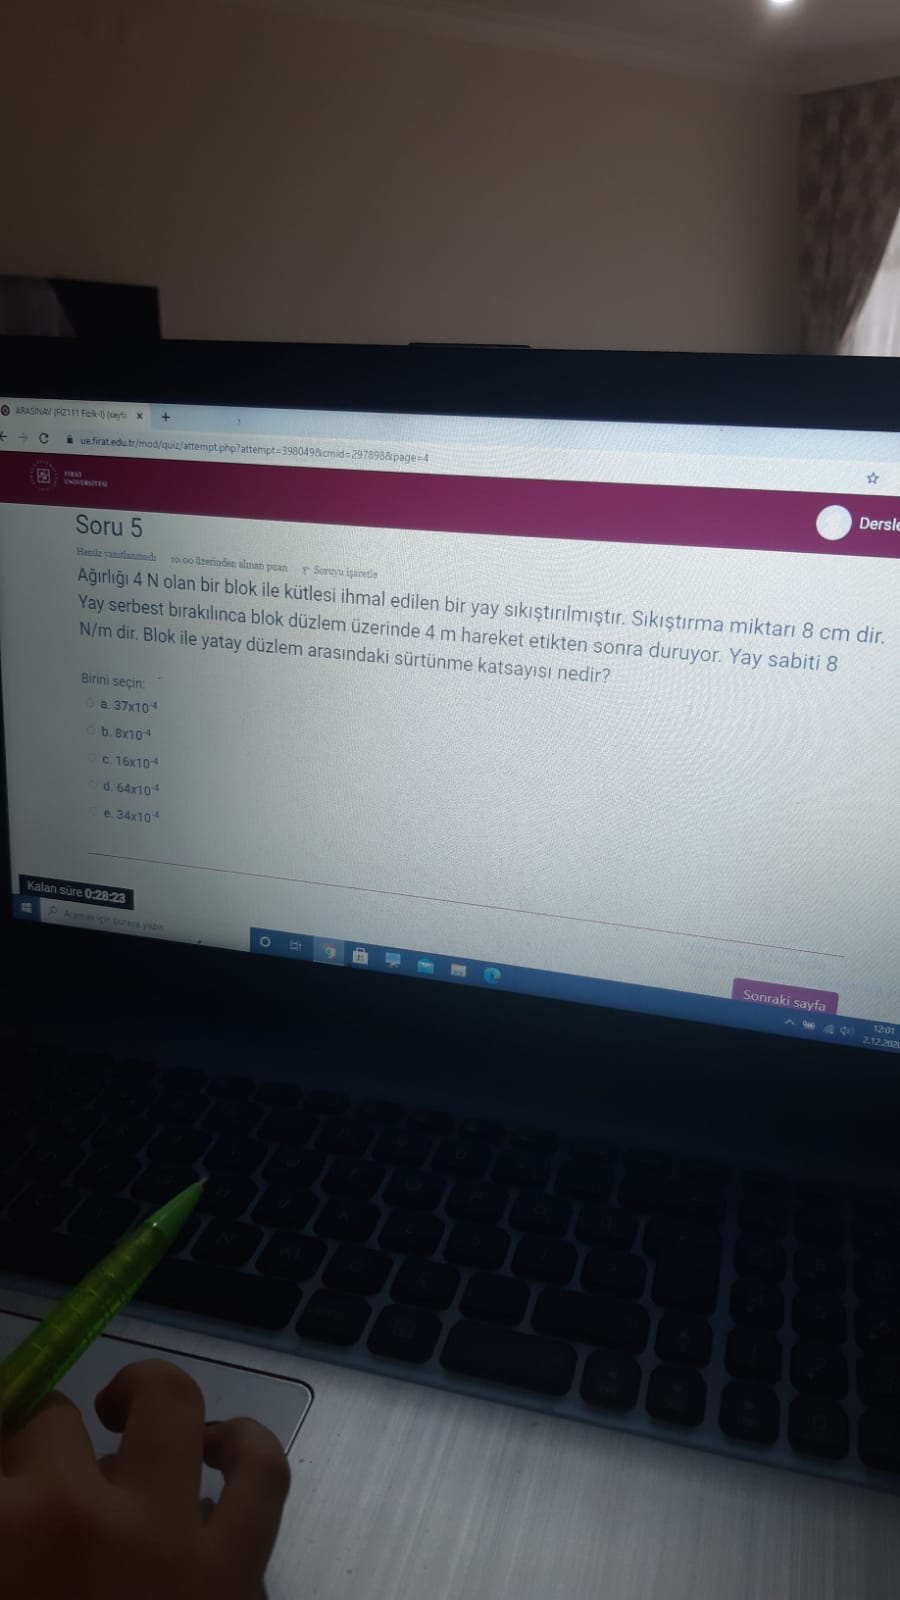 ARASINAV (FİZ111 Fizik-I) (sayfa
ue.firat.edu.tr/mod/quiz/attempt.php?attempt=398049&cmid=297898&page=4
FIRAT
ÜNİVERSİTESİ
Dersle
Soru 5
Henüz yanıtlanmadı 10.00 üzerinden alınan puan Soruyu işaretle
Ağırlığı 4 N olan bir blok ile kütlesi ihmal edilen bir yay sıkıştırılmıştır. Sıkıştırma miktarı 8 cm dir.
Yay serbest bırakılınca blok düzlem üzerinde 4 m hareket etikten sonra duruyor. Yay sabiti 8
N/m dir. Blok ile yatay düzlem arasındaki sürtünme katsayısı nedir?
Birini seçin:
a. 37x10-4
b. 8x10-4
c. 16x10-4
d. 64x10-4
e. 34x10-4
Kalan süre 0:28:23
Aramak için buraya yazın
Sonraki sayfa
12:01
2.12.2020